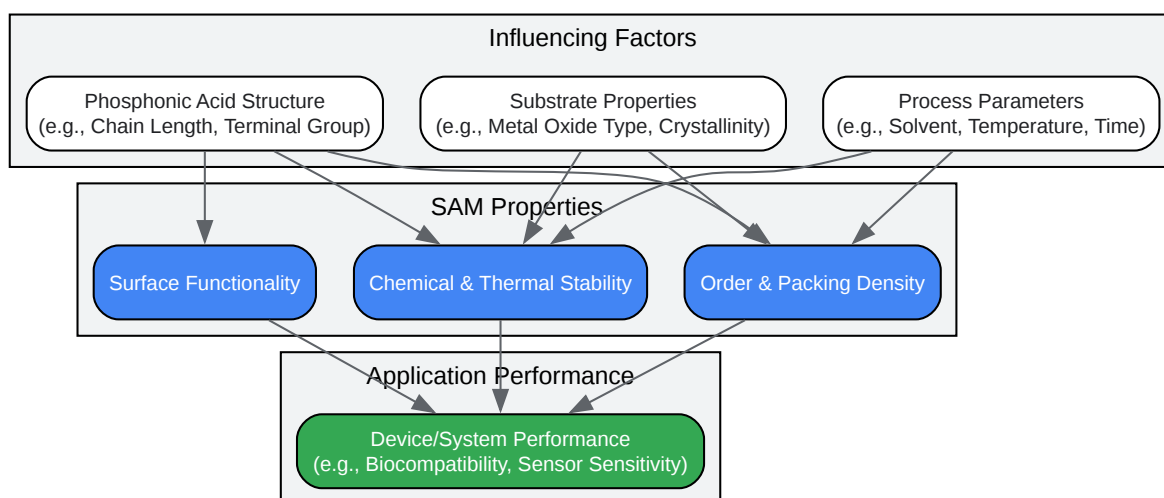 Influencing Factors
Phosphonic Acid Structure
(e.g., Chain Length, Terminal Group)
Substrate Properties
(e.g., Metal Oxide Type, Crystallinity)
Process Parameters
(e.g., Solvent, Temperature, Time)
SAM Properties
Surface Functionality
Chemical & Thermal Stability
Order & Packing Density
Application Performance
Device/System Performance
(e.g., Biocompatibility, Sensor Sensitivity)